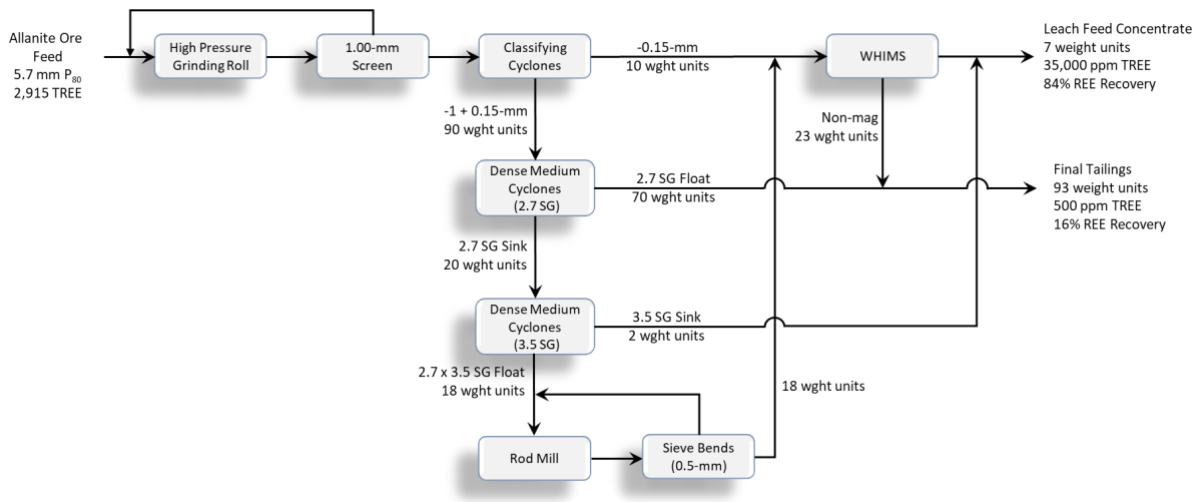 Allanite Ore
Feed
5.7 mm P80
2,915 TREE
High Pressure
Grinding Roll
1.00-mm
Screen
Classifying
Cyclones
-0.15-mm
10 wght units
WHIMS
Leach Feed Concentrate
7 weight units
35,000 ppm TREE
84% REE Recovery
-1 + 0.15-mm
90 wght units
Non-mag
23 wght units
Dense Medium
Cyclones
(2.7 SG)
2.7 SG Float
70 wght units
Final Tailings
93 weight units
500 ppm TREE
16% REE Recovery
2.7 SG Sink
20 wght units
Dense Medium
Cyclones
(3.5 SG)
3.5 SG Sink
2 wght units
2.7 x 3.5 SG Float
18 wght units
18 wght units
Rod Mill
Sieve Bends
(0.5-mm)